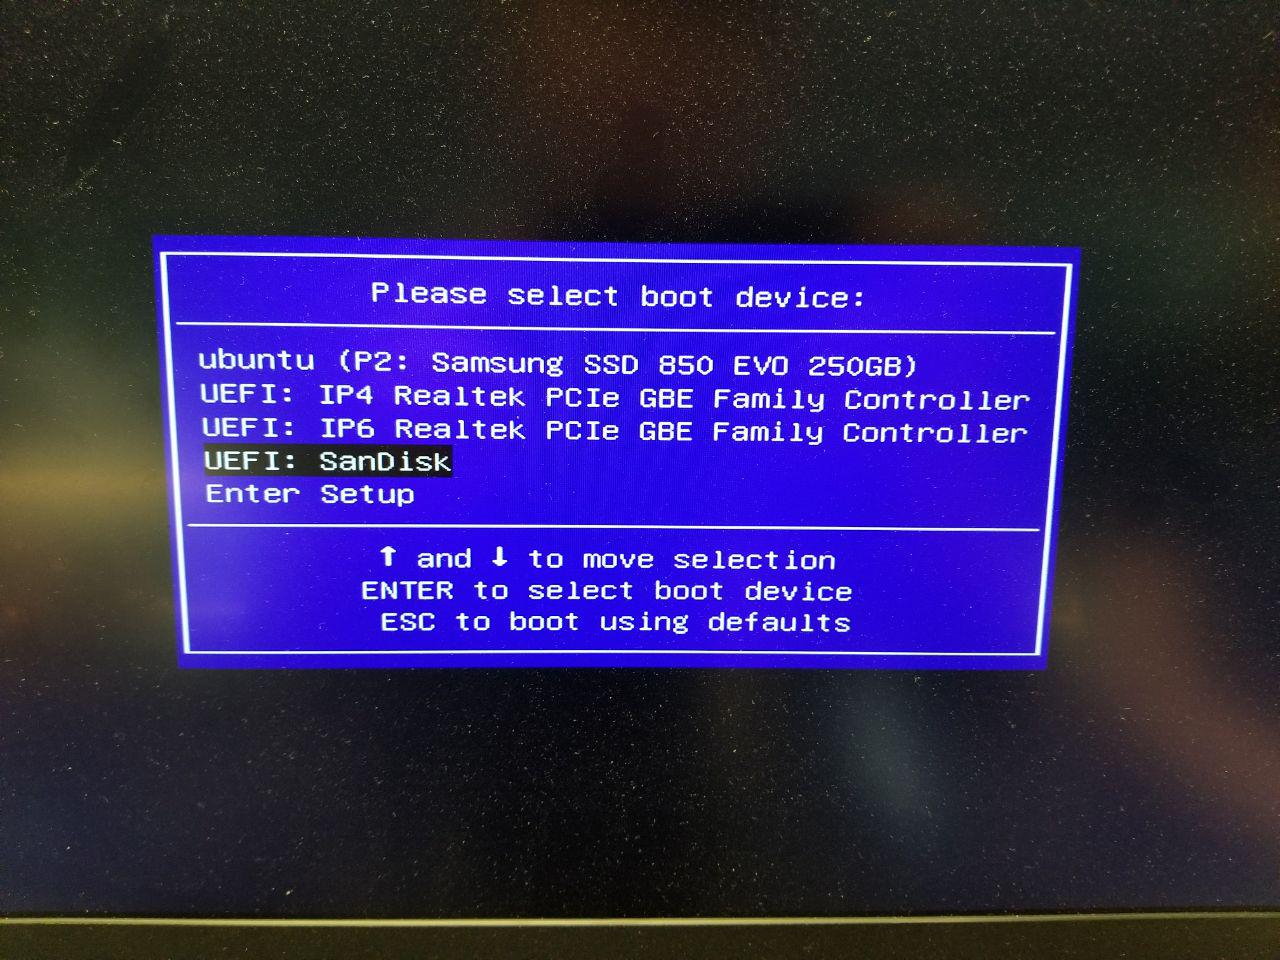 Please select boot device:
ubuntu (P2: Samsung SSD 850 EVO 250GB)
UEFI: IP4 Realtek PCIe GBE Family Controller
UEFI: IP6 Realtek PCIe GBE Family Controller
UEFI: SanDisk
Enter Setup
↑ and ↓ to move selection
ENTER to select boot device
ESC to boot using defaults